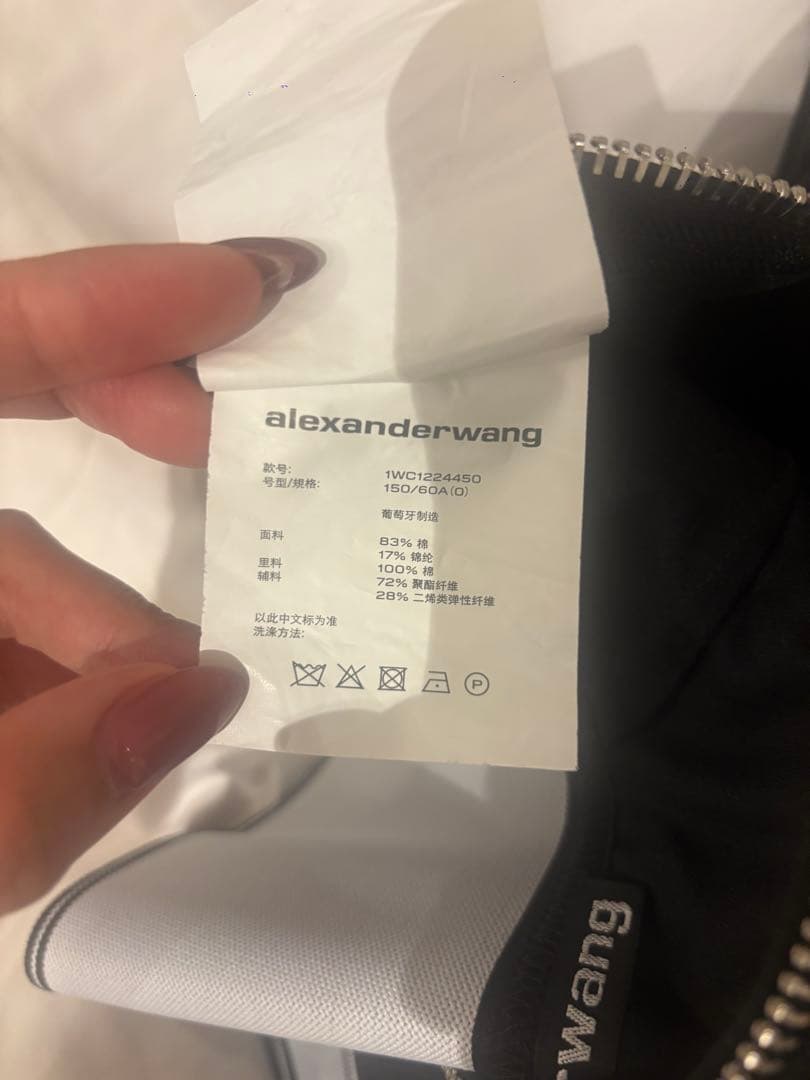 alexanderwang
款号: 1WC1224450
号型/规格: 150/60A(0)
葡萄牙制造
面料 83% 棉
17% 锦纶
里料 100% 棉
辅料 72% 聚酯纤维
28% 二烯类弹性纤维
以此中文标为准
洗涤方法:
P
wang